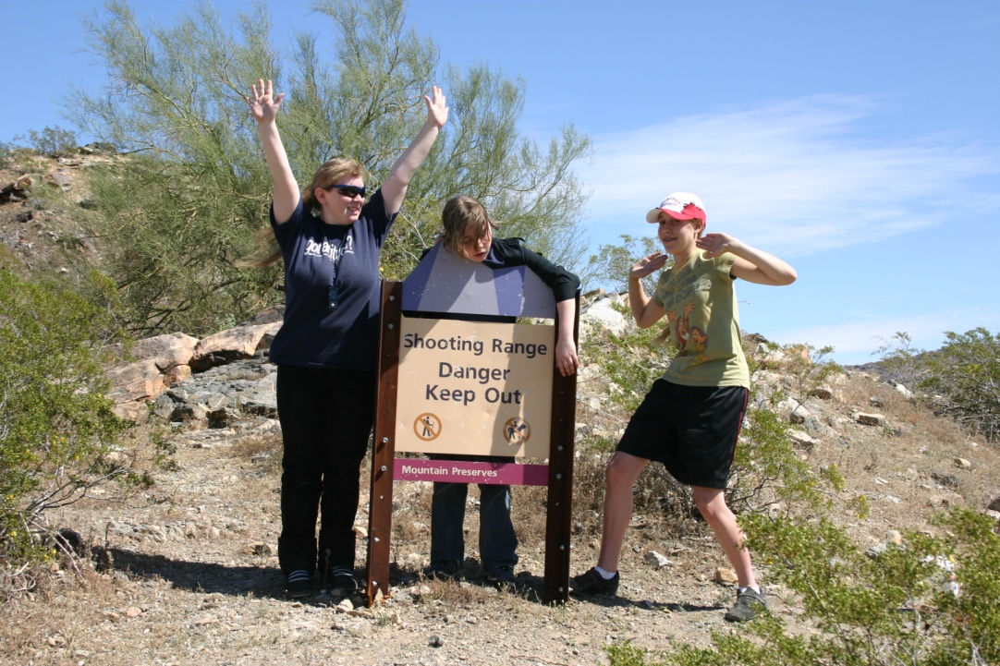 Shooting Range
Danger
Keep Out
Mountain Preserves